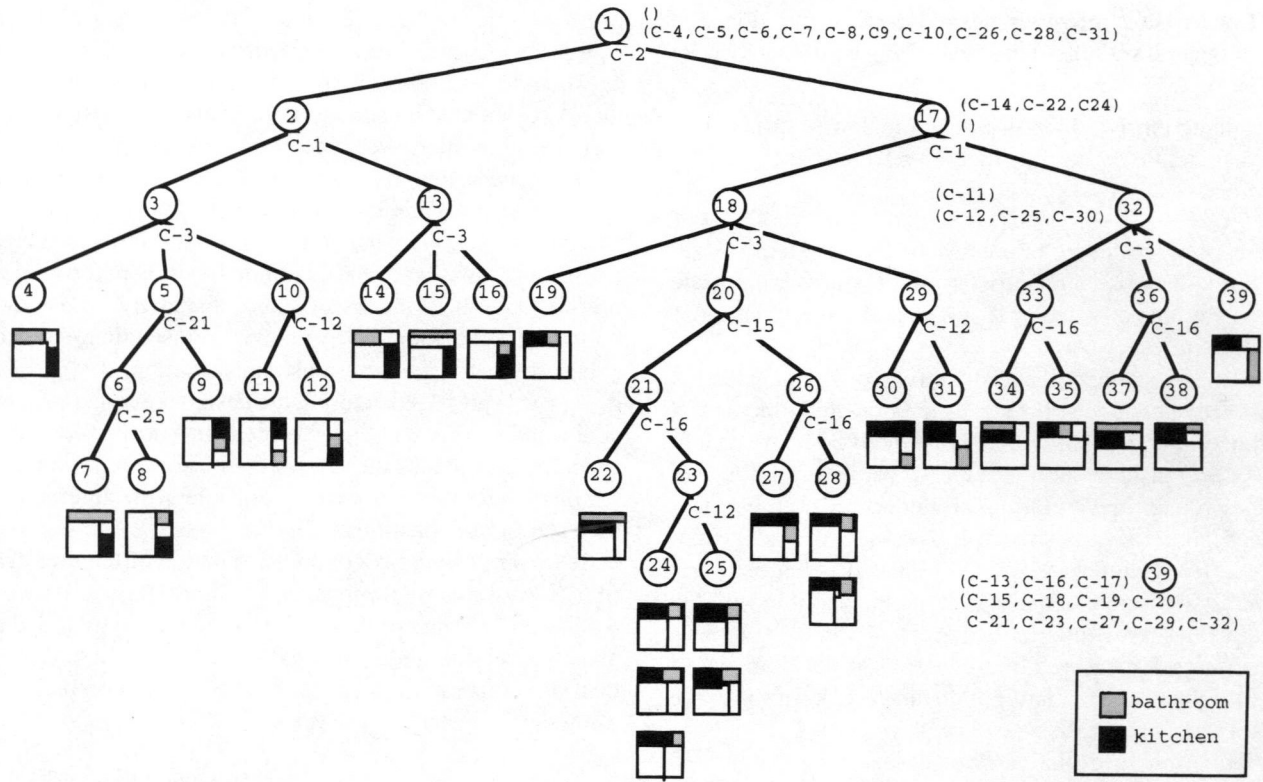 1
()
(C-4,C-5,C-6,C-7,C-8,C9,C-10,C-26,C-28,C-31)
C-2
2
17
(C-14,C-22,C24)
()
C-1
C-1
3
13
18
(C-11)
(C-12,C-25,C-30)
32
C-3
C-3
C-3
C-3
4
5
10
14
15
16
19
20
29
33
36
39
C-21
C-12
C-15
C-12
C-16
C-16
6
9
11
12
21
26
30
31
34
35
37
38
C-25
C-16
C-16
7
8
22
23
27
28
C-12
24
25
(C-13,C-16,C-17)
39
(C-15,C-18,C-19,C-20,
C-21,C-23,C-27,C-29,C-32)
bathroom
kitchen